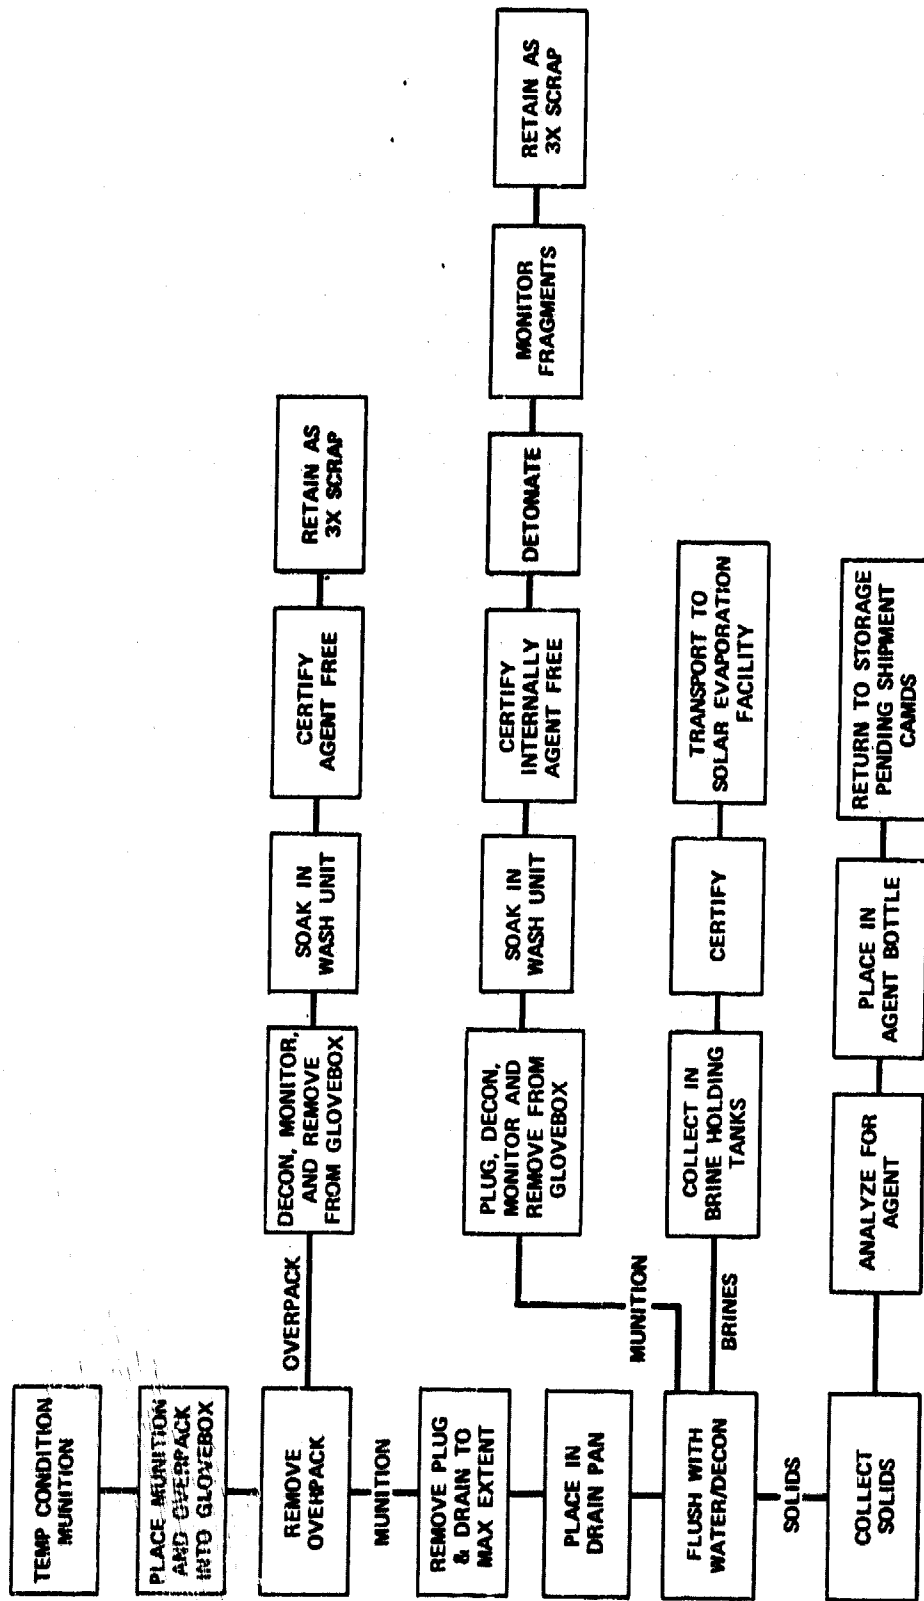 TEMP CONDITION
MUNITION
PLACE MUNITION
AND OVERPACK
INTO GLOVEBOX
REMOVE
OVERPACK
OVERPACK
DECON, MONITOR,
AND REMOVE
FROM GLOVEBOX
SOAK IN
WASH UNIT
CERTIFY
AGENT FREE
RETAIN AS
3X SCRAP
MUNITION
REMOVE PLUG
& DRAIN TO
MAX EXTENT
PLACE IN
DRAIN PAN
FLUSH WITH
WATER/DECON
MUNITION
PLUG, DECON,
MONITOR AND
REMOVE FROM
GLOVEBOX
SOAK IN
WASH UNIT
CERTIFY
INTERNALLY
AGENT FREE
DETONATE
MONITOR
FRAGMENTS
RETAIN AS
3X SCRAP
BRINES
COLLECT IN
BRINE HOLDING
TANKS
CERTIFY
TRANSPORT TO
SOLAR EVAPORATION
FACILITY
SOLIDS
COLLECT
SOLIDS
ANALYZE FOR
AGENT
PLACE IN
AGENT BOTTLE
RETURN TO STORAGE
PENDING SHIPMENT
CAMDS